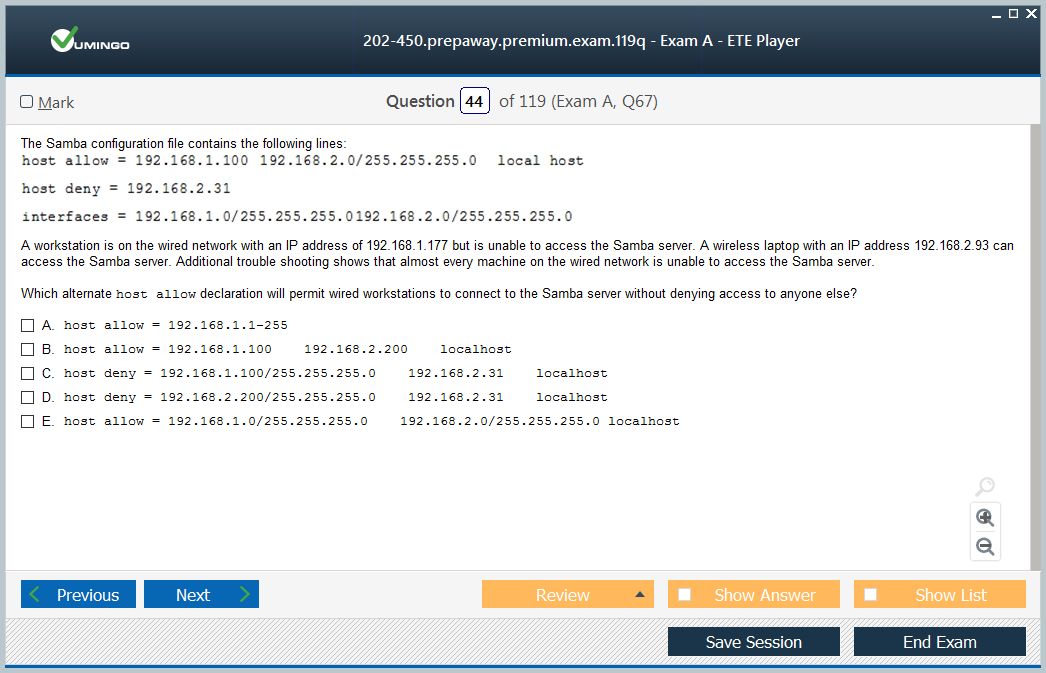 VUMINGO
202-450.prepaway.premium.exam.119q - Exam A - ETE Player
Mark
Question 44 of 119 (Exam A, Q67)
The Samba configuration file contains the following lines:
host allow = 192.168.1.100 192.168.2.0/255.255.255.0 local host
host deny = 192.168.2.31
interfaces = 192.168.1.0/255.255.255.0192.168.2.0/255.255.255.0
A workstation is on the wired network with an IP address of 192.168.1.177 but is unable to access the Samba server. A wireless laptop with an IP address 192.168.2.93 can
access the Samba server. Additional trouble shooting shows that almost every machine on the wired network is unable to access the Samba server.
Which alternate host allow declaration will permit wired workstations to connect to the Samba server without denying access to anyone else?
A. host allow = 192.168.1.1-255
B. host allow = 192.168.1.100 192.168.2.200 localhost
C. host deny = 192.168.1.100/255.255.255.0 192.168.2.31 localhost
D. host deny = 192.168.2.200/255.255.255.0 192.168.2.31 localhost
E. host allow = 192.168.1.0/255.255.255.0 192.168.2.0/255.255.255.0 localhost
Previous Next Review Show Answer Show List
Save Session End Exam